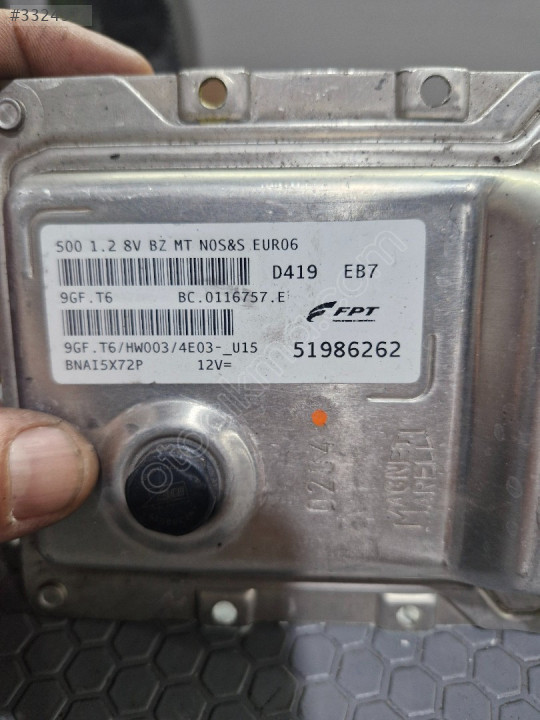 500 1.2 8V BZ MT NOS&S EURO6
D419 EB7
9GF.T6 BC.0116757.E
FPT
9GF.T6/HW003/4E03-_U15 51986262
BNAI5X72P 12V=
MAGNETI
MARELLI